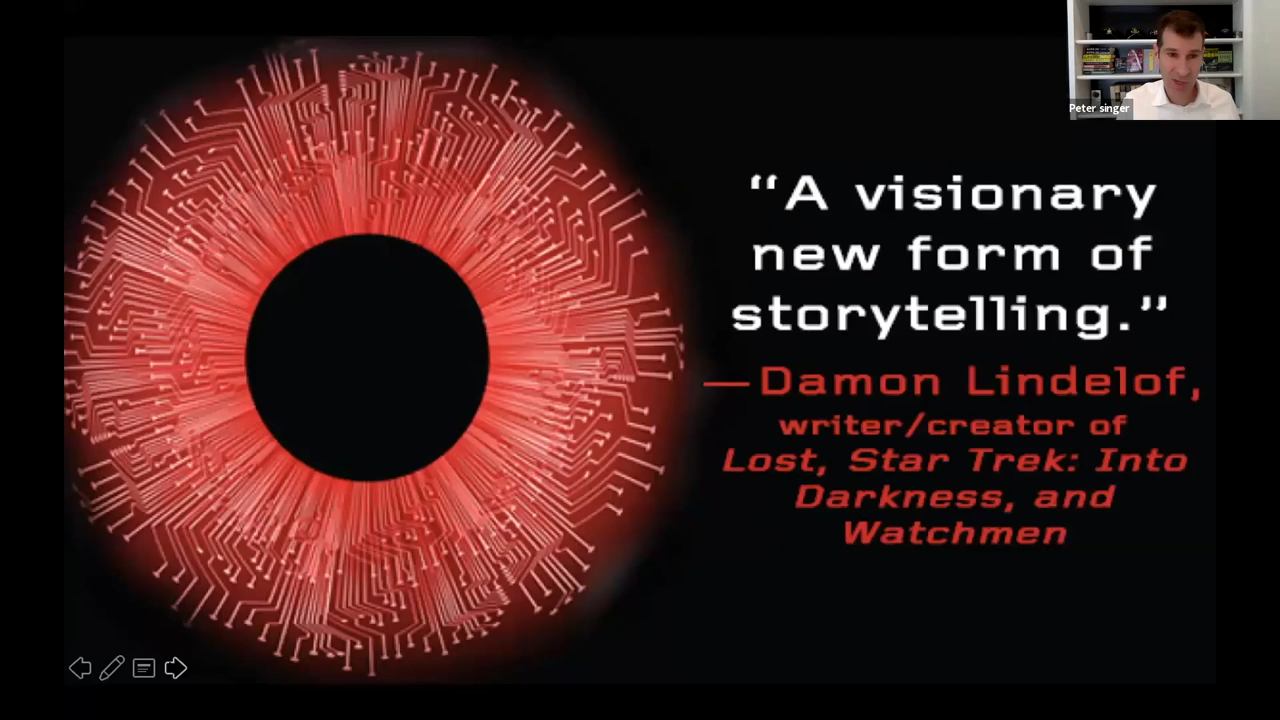 Peter singer
“A visionary
new form of
storytelling.”
—Damon Lindelof,
writer/creator of
Lost, Star Trek: Into
Darkness, and
Watchmen